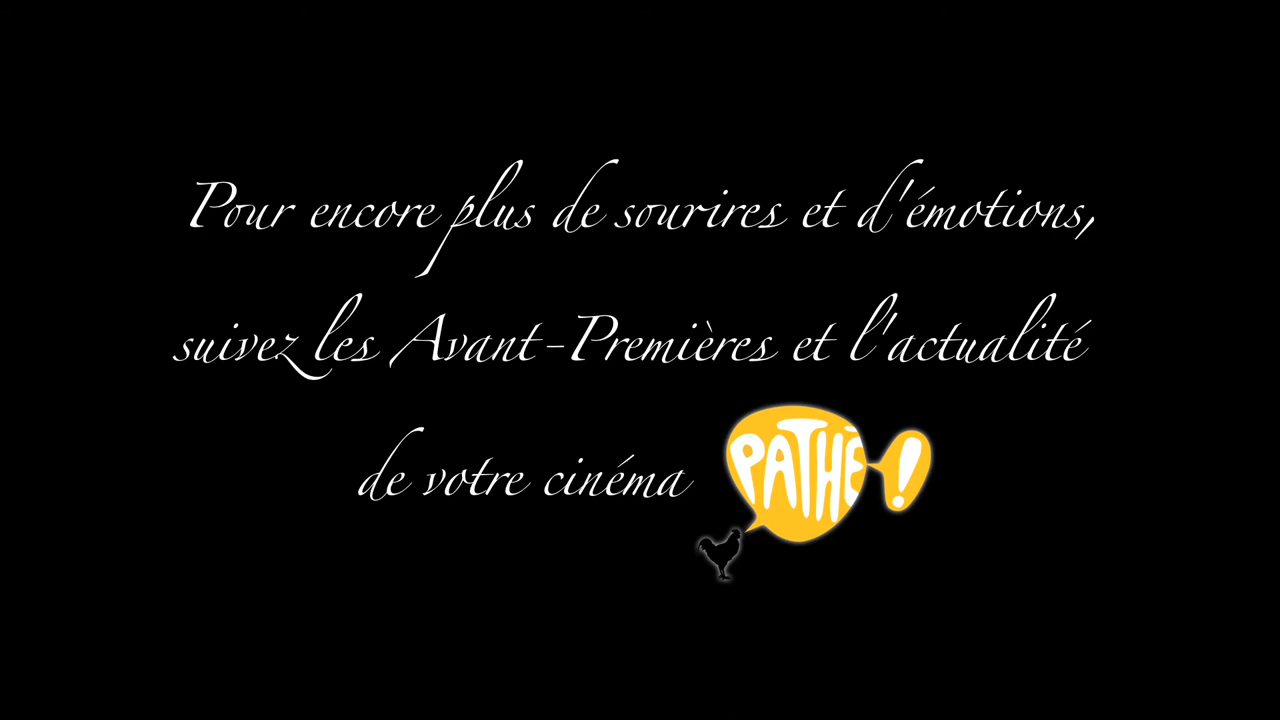 Pour encore plus de sourires et d'émotions,
suivez les Avant-Premières et l'actualité
de votre cinéma PATHÉ!